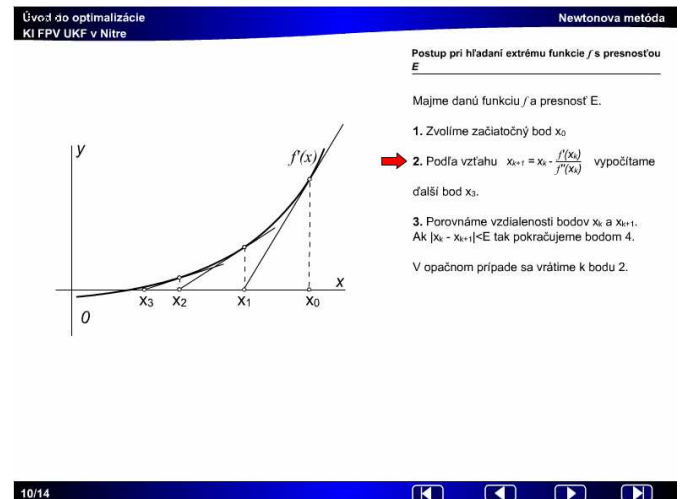 Úvod do optimalizácie
Newtonova metóda
KI FPV UKF v Nitre
Postup pri hľadaní extrému funkcie f s presnosťou
E
Majme danú funkciu f a presnosť E.
1. Zvolíme začiatočný bod x₀
2. Podľa vzťahu xₖ₊₁ = xₖ - f'(xₖ)/f''(xₖ) vypočítame
ďalší bod x₃.
3. Porovnáme vzdialenosti bodov xₖ a xₖ₊₁.
Ak |xₖ - xₖ₊₁|<E tak pokračujeme bodom 4.
V opačnom prípade sa vrátime k bodu 2.
y
f'(x)
x
x₃ x₂ x₁ x₀
0
10/14